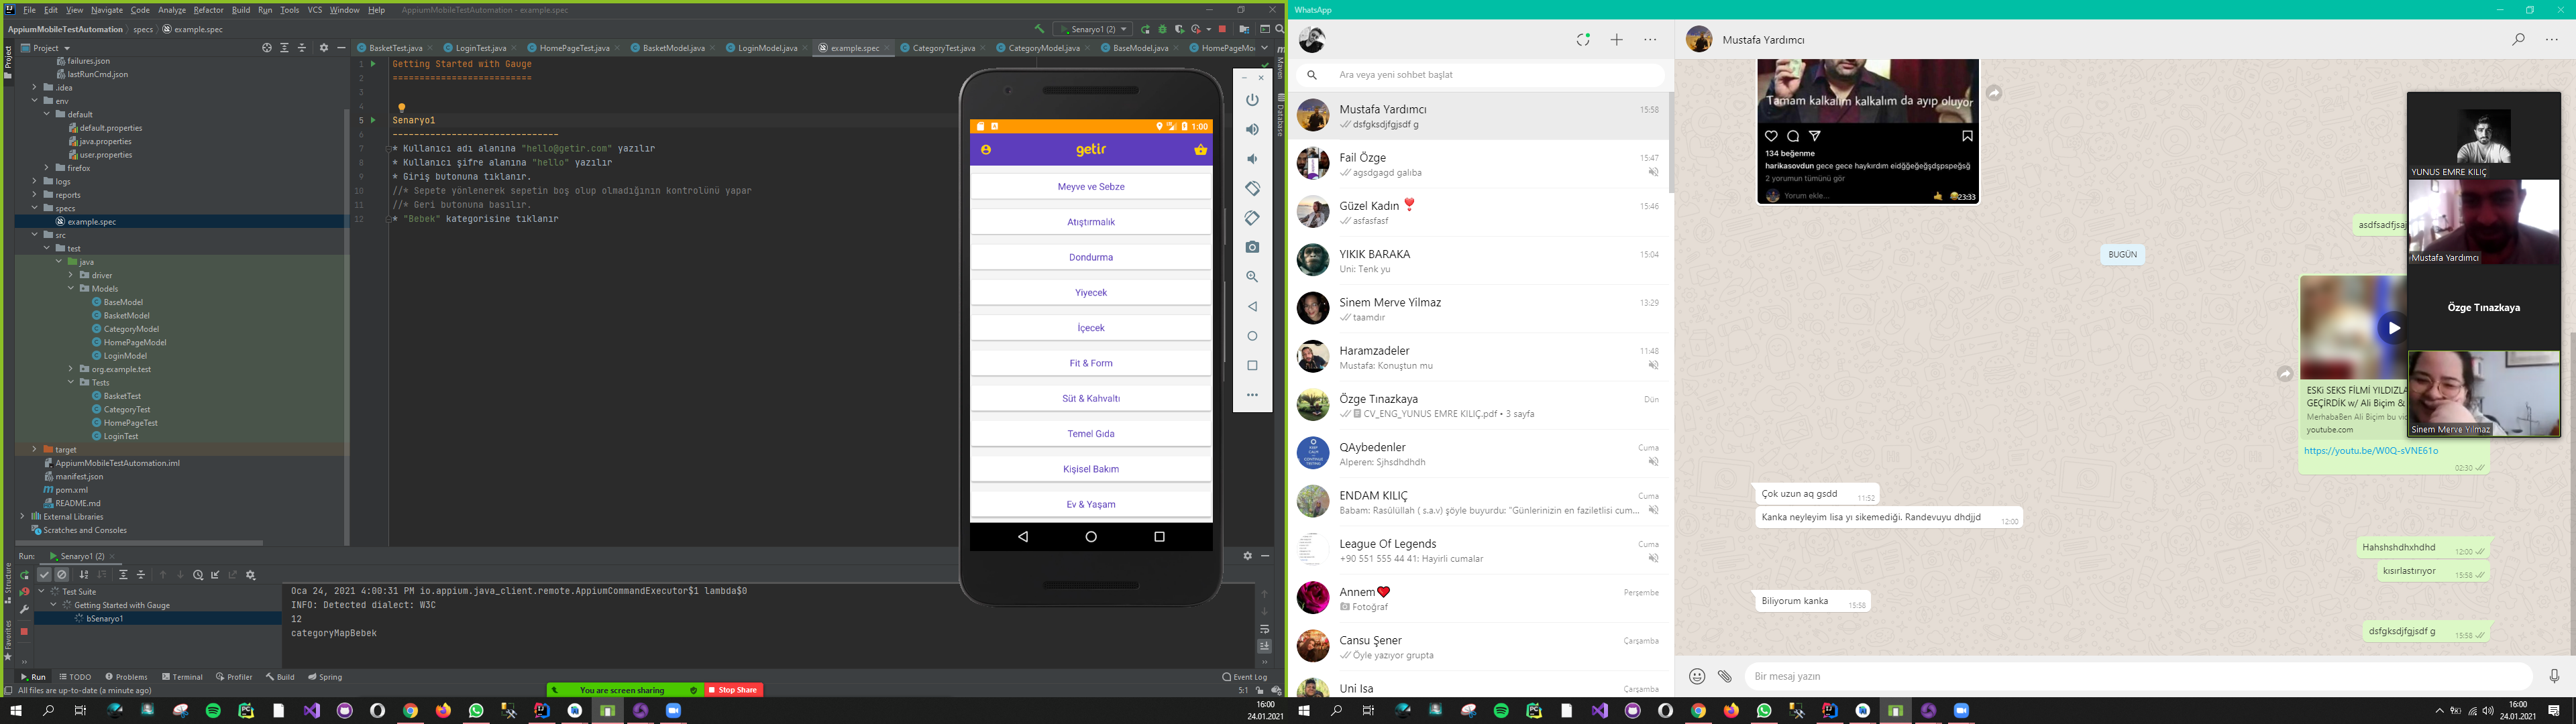 File Edit View Navigate Code Analyze Refactor Build Run Tools VCS Window Help AppiumMobileTestAutomation - example.spec
AppiumMobileTestAutomation specs example.spec
Senaryo1 (2)
Project
BasketTest.java LoginTest.java HomePageTest.java BasketModel.java LoginModel.java example.spec CategoryTest.java CategoryModel.java BaseModel.java
failures.json
lastRunCmd.json
.idea
env
default
default.properties
java.properties
user.properties
firefox
logs
reports
specs
example.spec
src
test
java
driver
Models
BaseModel
BasketModel
CategoryModel
HomePageModel
LoginModel
org.example.test
Tests
BasketTest
CategoryTest
HomePageTest
LoginTest
target
AppiumMobileTestAutomation.iml
manifest.json
pom.xml
README.md
External Libraries
Scratches and Consoles
Project
Structure
Favorites
Maven
Database
1 Getting Started with Gauge
2 ==========================
3
4
5 Senaryo1
6 -------------------------------
7 * Kullanıcı adı alanına "hello@getir.com" yazılır
8 * Kullanıcı şifre alanına "hello" yazılır
9 * Giriş butonuna tıklanır.
10 //* Sepete yönlenerek sepetin boş olup olmadığının kontrolünü yapar
11 //* Geri butonuna basılır.
12 * "Bebek" kategorisine tıklanır
1:00
getir
Meyve ve Sebze
Atıştırmalık
Dondurma
Yiyecek
İçecek
Fit & Form
Süt & Kahvaltı
Temel Gıda
Kişisel Bakım
Ev & Yaşam
Run: Senaryo1 (2)
Test Suite
Getting Started with Gauge
bSenaryo1
Oca 24, 2021 4:00:31 PM io.appium.java_client.remote.AppiumCommandExecutor$1 lambda$0
INFO: Detected dialect: W3C
12
categoryMapBebek
Run TODO Problems Terminal Profiler Build Spring
Event Log
All files are up-to-date (a minute ago)
5:1
You are screen sharing Stop Share
16:00
24.01.2021
WhatsApp
Ara veya yeni sohbet başlat
Mustafa Yardımcı 15:58
dsfgksdjfgjsdf g
Fail Özge 15:47
agsdgagd galiba
Güzel Kadın 15:46
asfasfasf
YIKIK BARAKA 15:04
Uni: Tenk yu
Sinem Merve Yilmaz 13:29
taamdır
Haramzadeler 11:48
Mustafa: Konuştun mu
Özge Tınazkaya Dün
CV_ENG_YUNUS EMRE KILIÇ.pdf • 3 sayfa
QAybedenler Cuma
Alperen: Sjhsdhdhdh
ENDAM KILIÇ Cuma
Babam: Rasûlüllah ( s.a.v) şöyle buyurdu: "Günlerinizin en faziletlisi cum...
League Of Legends Cuma
+90 551 555 44 41: Hayirli cumalar
Annem Perşembe
Fotoğraf
Cansu Şener Çarşamba
Öyle yazıyor grupta
Uni Isa Çarşamba
Mustafa Yardımcı
Tamam kalkalım kalkalım da ayıp oluyor
134 beğenme
harikasovdun gece gece haykırdım eidğğeğeğşdşpspeğsğ
2 yorumun tümünü gör
Yorum ekle...
23:33
asdfsadfjsaj
BUGÜN
ESKi SEKS FİLMİ YILDIZLA
GEÇİRDİK w/ Ali Biçim &
MerhabaBen Ali Biçim bu vid
youtube.com
https://youtu.be/W0Q-sVNE61o
02:30
Çok uzun aq gsdd 11:52
Kanka neyleyim lisa yı sikemediği. Randevuyu dhdjjd 12:00
Hahshshdhxhdhd 12:00
kısırlastırıyor 15:58
Biliyorum kanka 15:58
dsfgksdjfgjsdf g 15:58
Bir mesaj yazın
YUNUS EMRE KILIÇ
Mustafa Yardımcı
Özge Tınazkaya
Sinem Merve Yılmaz
16:00
24.01.2021